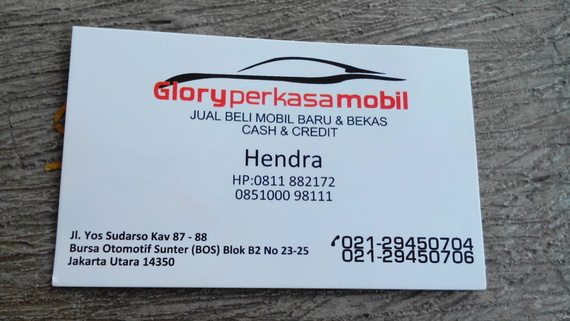 Gloryperkasamobil
JUAL BELI MOBIL BARU & BEKAS
CASH & CREDIT
Hendra
HP:0811 882172
0851000 98111
Jl. Yos Sudarso Kav 87 - 88
Bursa Otomotif Sunter (BOS) Blok B2 No 23-25
Jakarta Utara 14350
021-29450704
021-29450706